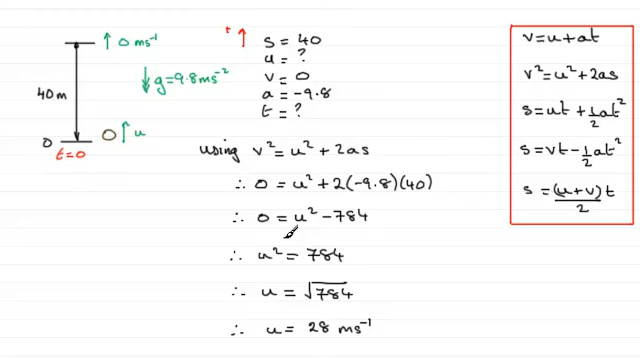 ↑ 0 ms⁻¹
↓ g = 9.8 ms⁻²
40 m
0
↑ u
t = 0
+ ↑
s = 40
u = ?
v = 0
a = -9.8
t = ?
using v² = u² + 2as
∴ 0 = u² + 2(-9.8)(40)
∴ 0 = u² - 784
∴ u² = 784
∴ u = √784
∴ u = 28 ms⁻¹
v = u + at
v² = u² + 2as
s = ut + ½at²
s = vt - ½at²
s = (u + v)t/2